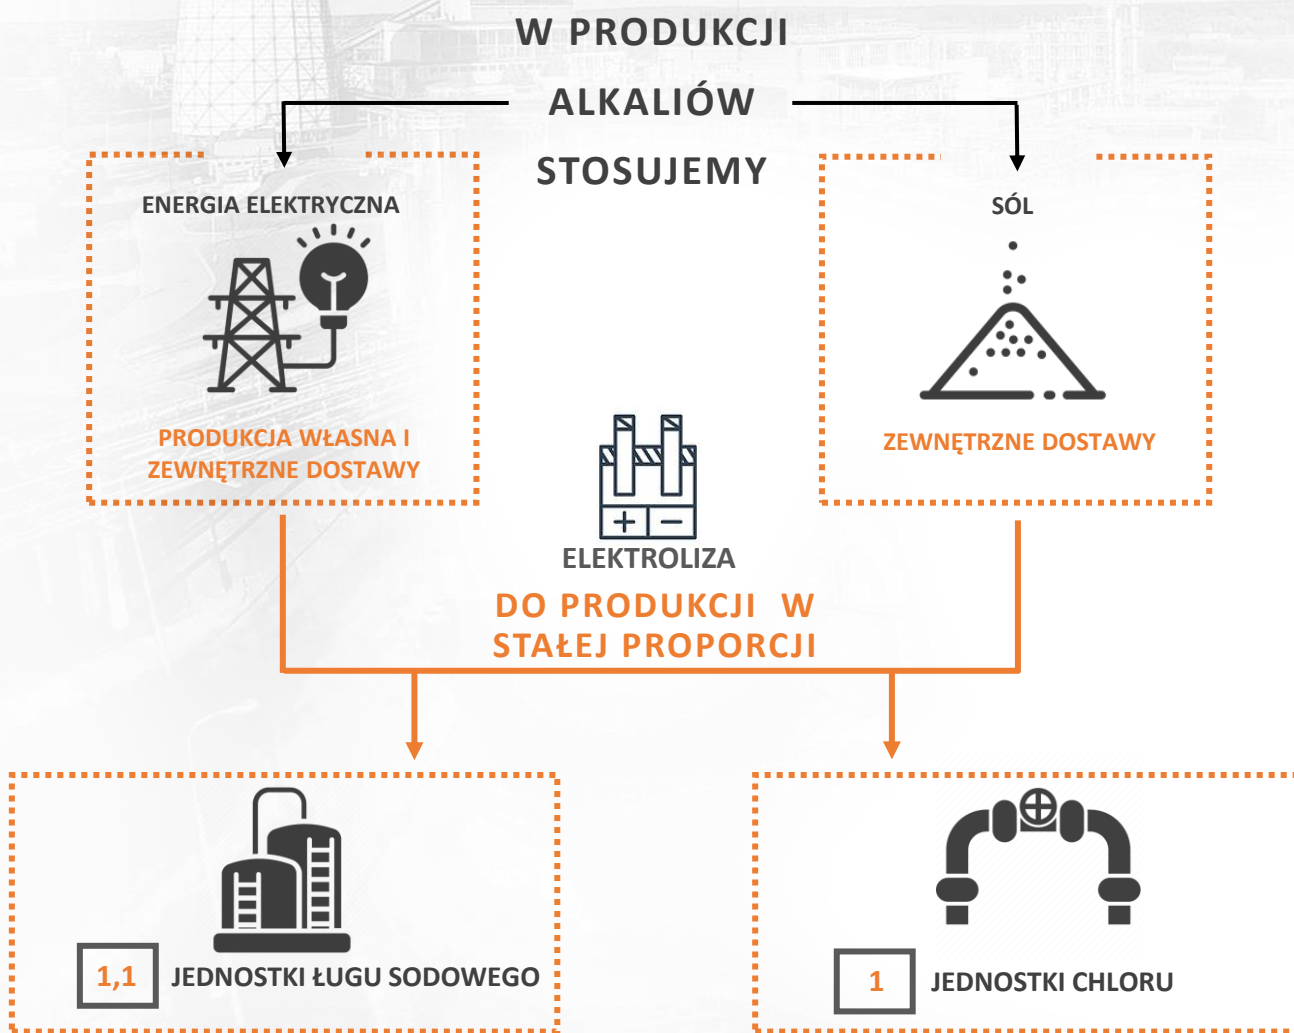 W PRODUKCJI
ALKALIÓW
STOSUJEMY
ENERGIA ELEKTRYCZNA
PRODUKCJA WŁASNA I
ZEWNĘTRZNE DOSTAWY
SÓL
ZEWNĘTRZNE DOSTAWY
+ −
ELEKTROLIZA
DO PRODUKCJI W
STAŁEJ PROPORCJI
1,1 JEDNOSTKI ŁUGU SODOWEGO
1 JEDNOSTKI CHLORU